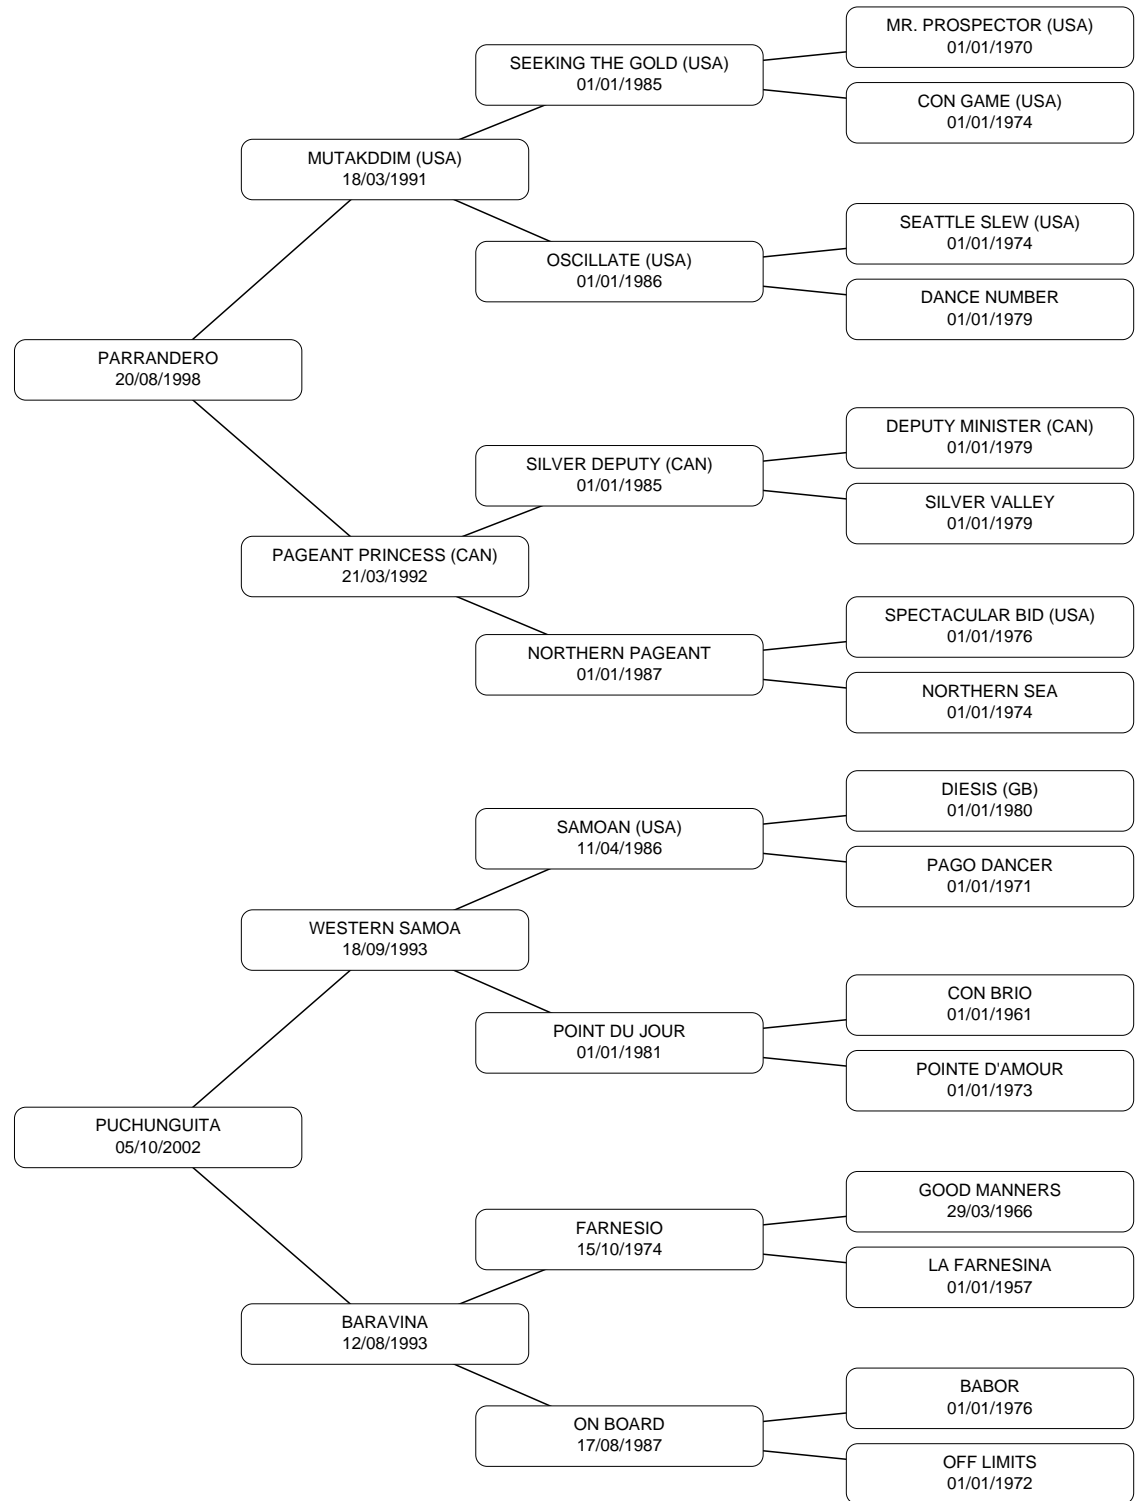 MR. PROSPECTOR (USA)
01/01/1970
SEEKING THE GOLD (USA)
01/01/1985
CON GAME (USA)
01/01/1974
MUTAKDDIM (USA)
18/03/1991
SEATTLE SLEW (USA)
01/01/1974
OSCILLATE (USA)
01/01/1986
DANCE NUMBER
01/01/1979
PARRANDERO
20/08/1998
DEPUTY MINISTER (CAN)
01/01/1979
SILVER DEPUTY (CAN)
01/01/1985
SILVER VALLEY
01/01/1979
PAGEANT PRINCESS (CAN)
21/03/1992
SPECTACULAR BID (USA)
01/01/1976
NORTHERN PAGEANT
01/01/1987
NORTHERN SEA
01/01/1974
DIESIS (GB)
01/01/1980
SAMOAN (USA)
11/04/1986
PAGO DANCER
01/01/1971
WESTERN SAMOA
18/09/1993
CON BRIO
01/01/1961
POINT DU JOUR
01/01/1981
POINTE D'AMOUR
01/01/1973
PUCHUNGUITA
05/10/2002
GOOD MANNERS
29/03/1966
FARNESIO
15/10/1974
LA FARNESINA
01/01/1957
BARAVINA
12/08/1993
BABOR
01/01/1976
ON BOARD
17/08/1987
OFF LIMITS
01/01/1972